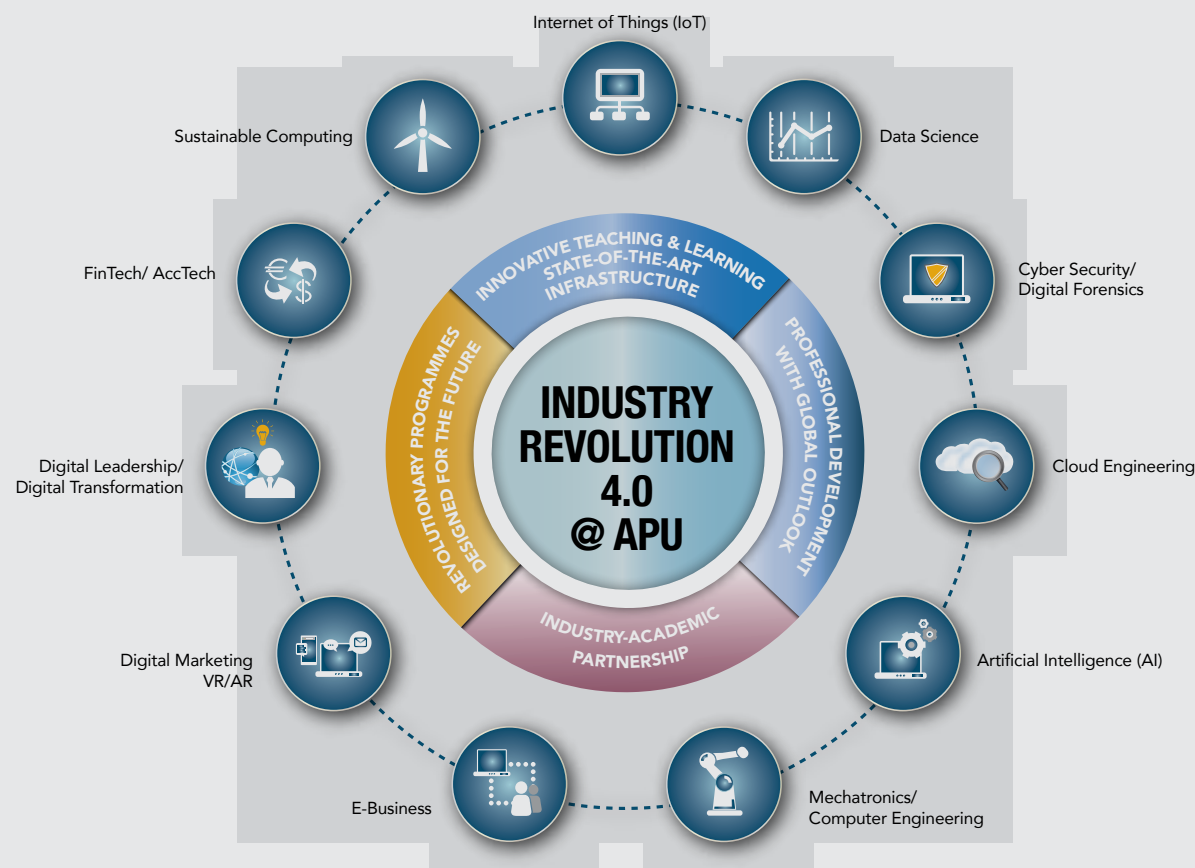 Internet of Things (IoT)
Sustainable Computing
Data Science
FinTech/ AccTech
Cyber Security/
Digital Forensics
INNOVATIVE TEACHING & LEARNING
STATE-OF-THE-ART
INFRASTRUCTURE
REVOLUTIONARY PROGRAMMES
DESIGNED FOR THE FUTURE
PROFESSIONAL DEVELOPMENT
WITH GLOBAL OUTLOOK
INDUSTRY
REVOLUTION
4.0
@ APU
INDUSTRY-ACADEMIC
PARTNERSHIP
Digital Leadership/
Digital Transformation
Cloud Engineering
Digital Marketing
VR/AR
Artificial Intelligence (AI)
E-Business
Mechatronics/
Computer Engineering